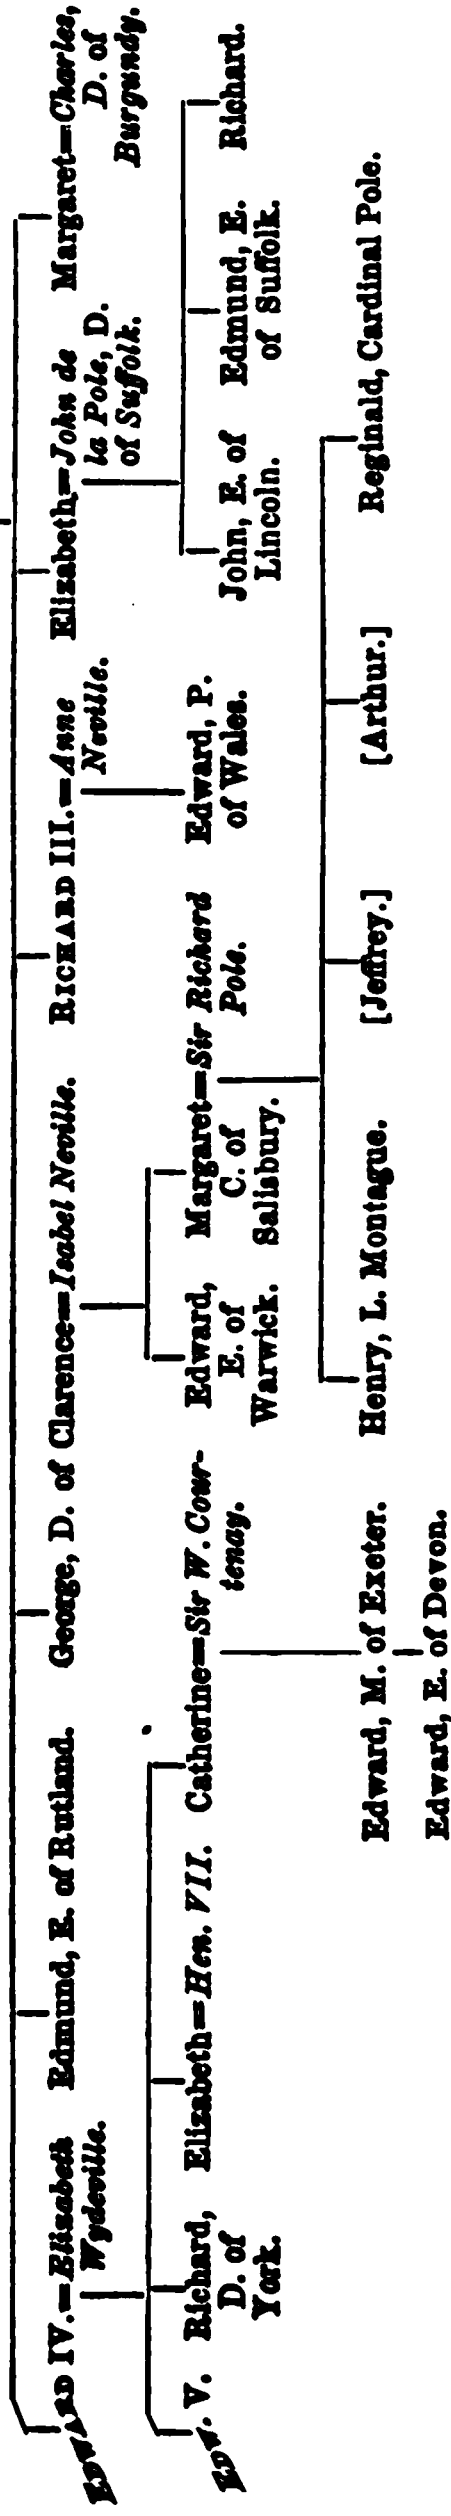 EDWARD IV.=Elizabeth Wydeville.
Edmund, E. of Rutland.
George, D. of Clarence=Isabel Neville.
RICHARD III.=Anne Neville.
Elizabeth=John de la Pole, D. of Suffolk.
Margaret=Charles, D. of Burgundy.
EDW. V.
Richard, D. of York.
Elizabeth=Hen. VII.
Catherine=Sir W. Cour-
tenay.
Edward, E. of Warwick.
Margaret=Sir Richard Pole.
C. of Salisbury.
Edward, P. of Wales.
John, E. of Lincoln.
Edmund, E. of Suffolk.
Richard.
Edward, M. of Exeter.
Henry, L. Montague.
[Jeffrey.]
[Arthur.]
Reginald, Cardinal Pole.
Edward, E. of Devon.